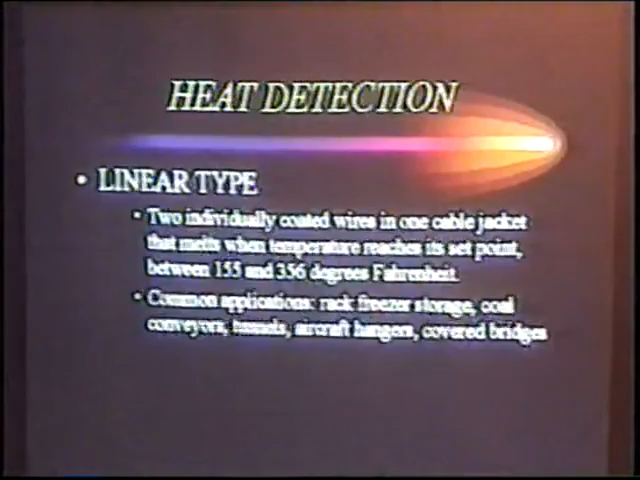 HEAT DETECTION
• LINEAR TYPE
• Two individually coated wires in one cable jacket
that melts when temperature reaches its set point,
between 155 and 356 degrees Fahrenheit.
• Common applications: rack freezer storage, coal
conveyors, tunnels, aircraft hangers, covered bridges